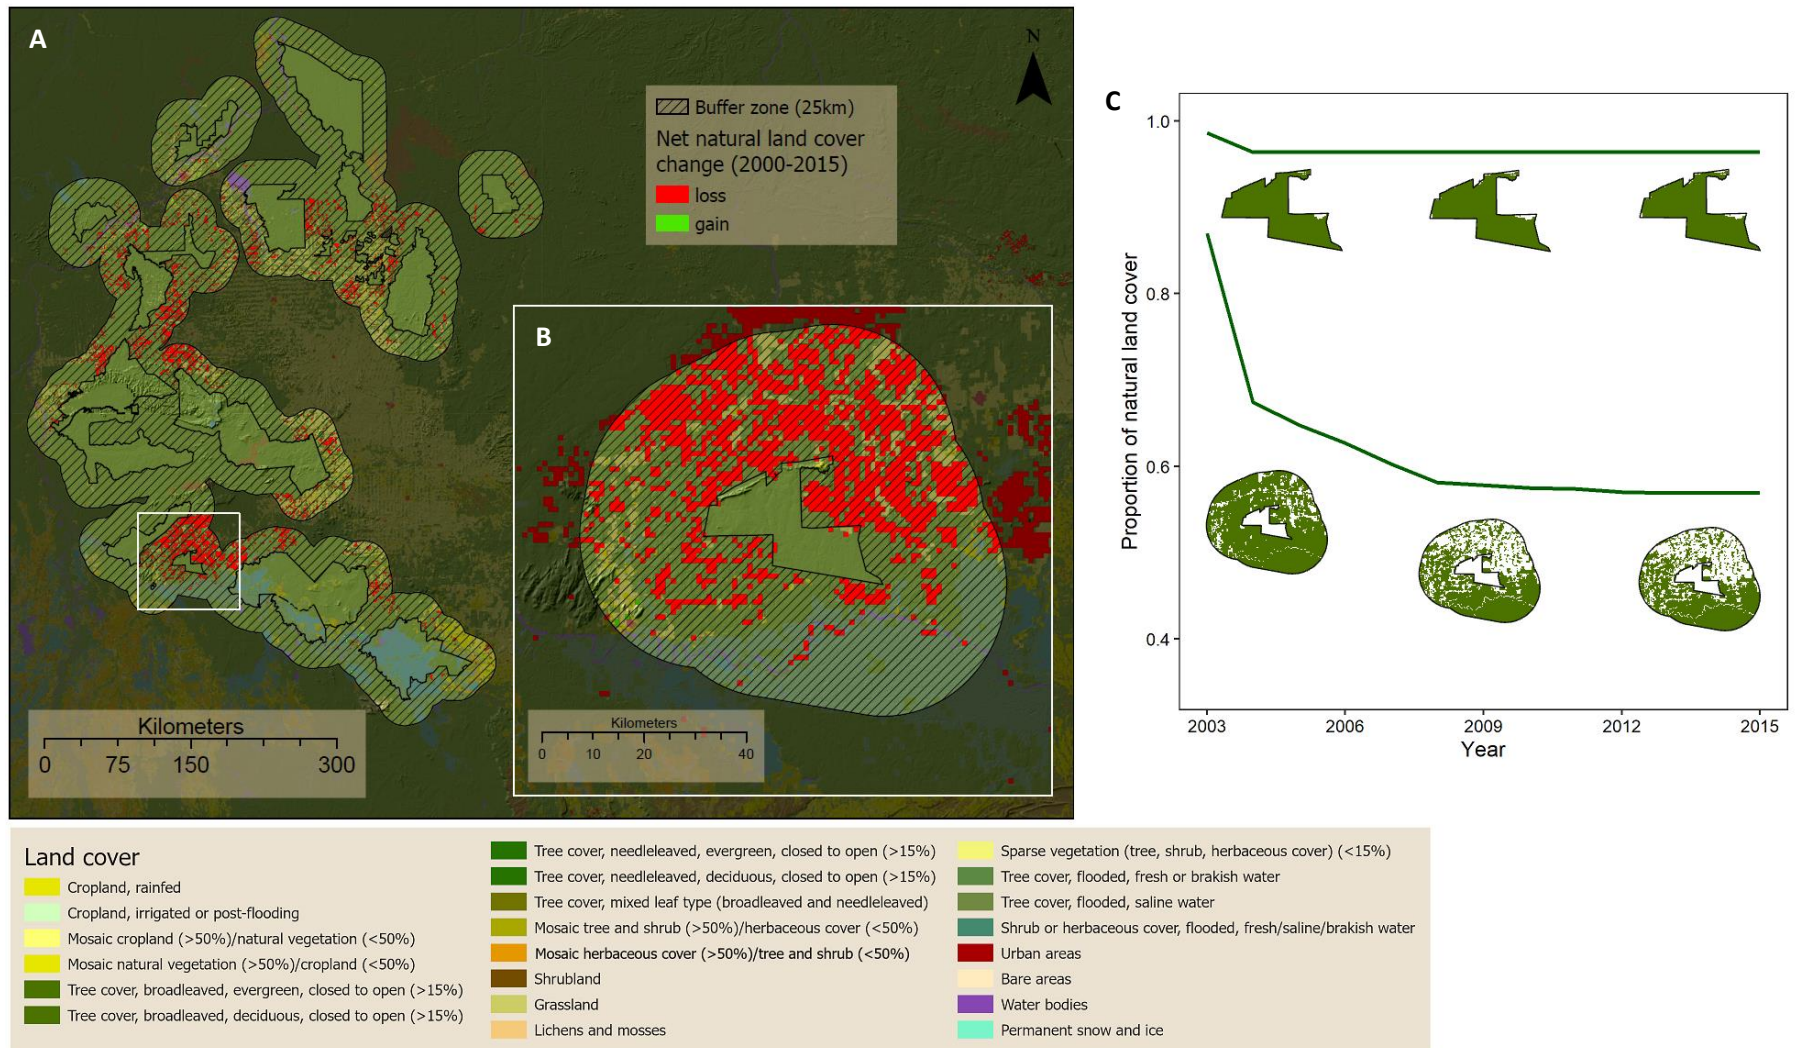 A
N
Buffer zone (25km)
Net natural land cover
change (2000-2015)
loss
gain
B
Kilometers
0 10 20 40
Kilometers
0 75 150 300
C
Proportion of natural land cover
1.0
0.8
0.6
0.4
2003 2006 2009 2012 2015
Year
Land cover
Cropland, rainfed
Cropland, irrigated or post-flooding
Mosaic cropland (>50%)/natural vegetation (<50%)
Mosaic natural vegetation (>50%)/cropland (<50%)
Tree cover, broadleaved, evergreen, closed to open (>15%)
Tree cover, broadleaved, deciduous, closed to open (>15%)
Tree cover, needleleaved, evergreen, closed to open (>15%)
Tree cover, needleleaved, deciduous, closed to open (>15%)
Tree cover, mixed leaf type (broadleaved and needleleaved)
Mosaic tree and shrub (>50%)/herbaceous cover (<50%)
Mosaic herbaceous cover (>50%)/tree and shrub (<50%)
Shrubland
Grassland
Lichens and mosses
Sparse vegetation (tree, shrub, herbaceous cover) (<15%)
Tree cover, flooded, fresh or brakish water
Tree cover, flooded, saline water
Shrub or herbaceous cover, flooded, fresh/saline/brakish water
Urban areas
Bare areas
Water bodies
Permanent snow and ice